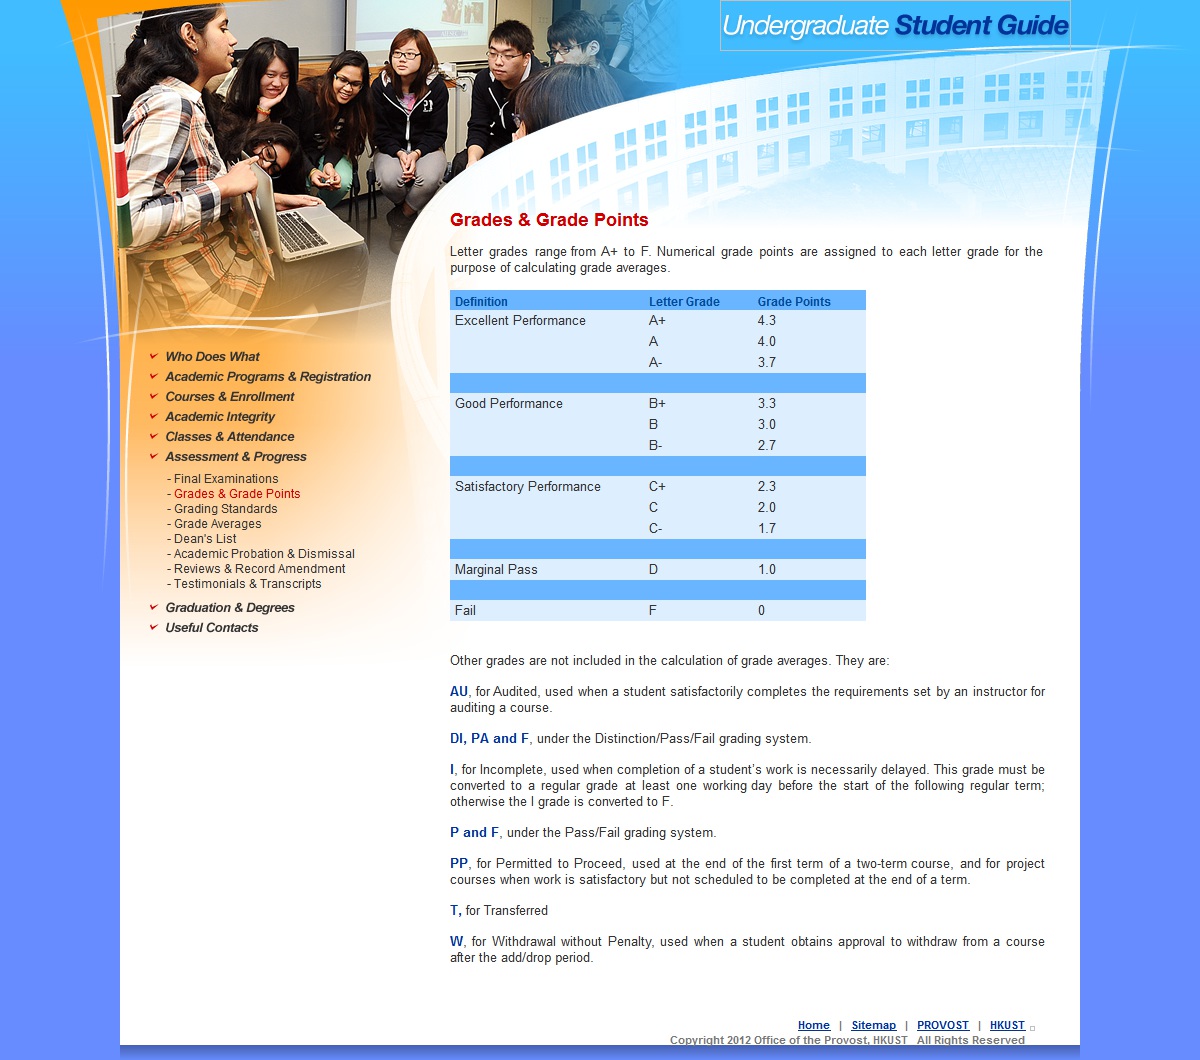 Undergraduate Student Guide
Grades & Grade Points
Letter grades range from A+ to F. Numerical grade points are assigned to each letter grade for the
purpose of calculating grade averages.
Definition Letter Grade Grade Points
Excellent Performance A+ 4.3
A 4.0
A- 3.7
Good Performance B+ 3.3
B 3.0
B- 2.7
Satisfactory Performance C+ 2.3
C 2.0
C- 1.7
Marginal Pass D 1.0
Fail F 0
Who Does What
Academic Programs & Registration
Courses & Enrollment
Academic Integrity
Classes & Attendance
Assessment & Progress
- Final Examinations
- Grades & Grade Points
- Grading Standards
- Grade Averages
- Dean's List
- Academic Probation & Dismissal
- Reviews & Record Amendment
- Testimonials & Transcripts
Graduation & Degrees
Useful Contacts
Other grades are not included in the calculation of grade averages. They are:
AU, for Audited, used when a student satisfactorily completes the requirements set by an instructor for
auditing a course.
DI, PA and F, under the Distinction/Pass/Fail grading system.
I, for Incomplete, used when completion of a student’s work is necessarily delayed. This grade must be
converted to a regular grade at least one working day before the start of the following regular term;
otherwise the I grade is converted to F.
P and F, under the Pass/Fail grading system.
PP, for Permitted to Proceed, used at the end of the first term of a two-term course, and for project
courses when work is satisfactory but not scheduled to be completed at the end of a term.
T, for Transferred
W, for Withdrawal without Penalty, used when a student obtains approval to withdraw from a course
after the add/drop period.
Home | Sitemap | PROVOST | HKUST
Copyright 2012 Office of the Provost, HKUST All Rights Reserved